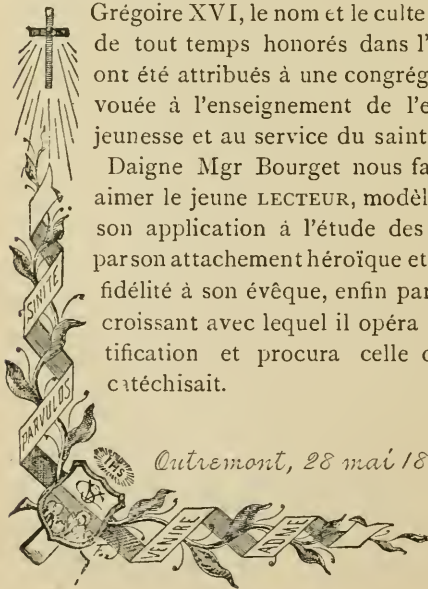 Grégoire XVI, le nom et le culte
de tout temps honorés dans l'
ont été attribués à une congrég
vouée à l'enseignement de l'e
jeunesse et au service du saint
Daigne Mgr Bourget nous fa
aimer le jeune LECTEUR, modèl
son application à l'étude des
par son attachement héroïque et
fidélité à son évêque, enfin par
croissant avec lequel il opéra
tification et procura celle d
catéchisait.
Outremont, 28 mai 18
SINITE
PARVULOS
IHS
VENIRE
AD ME